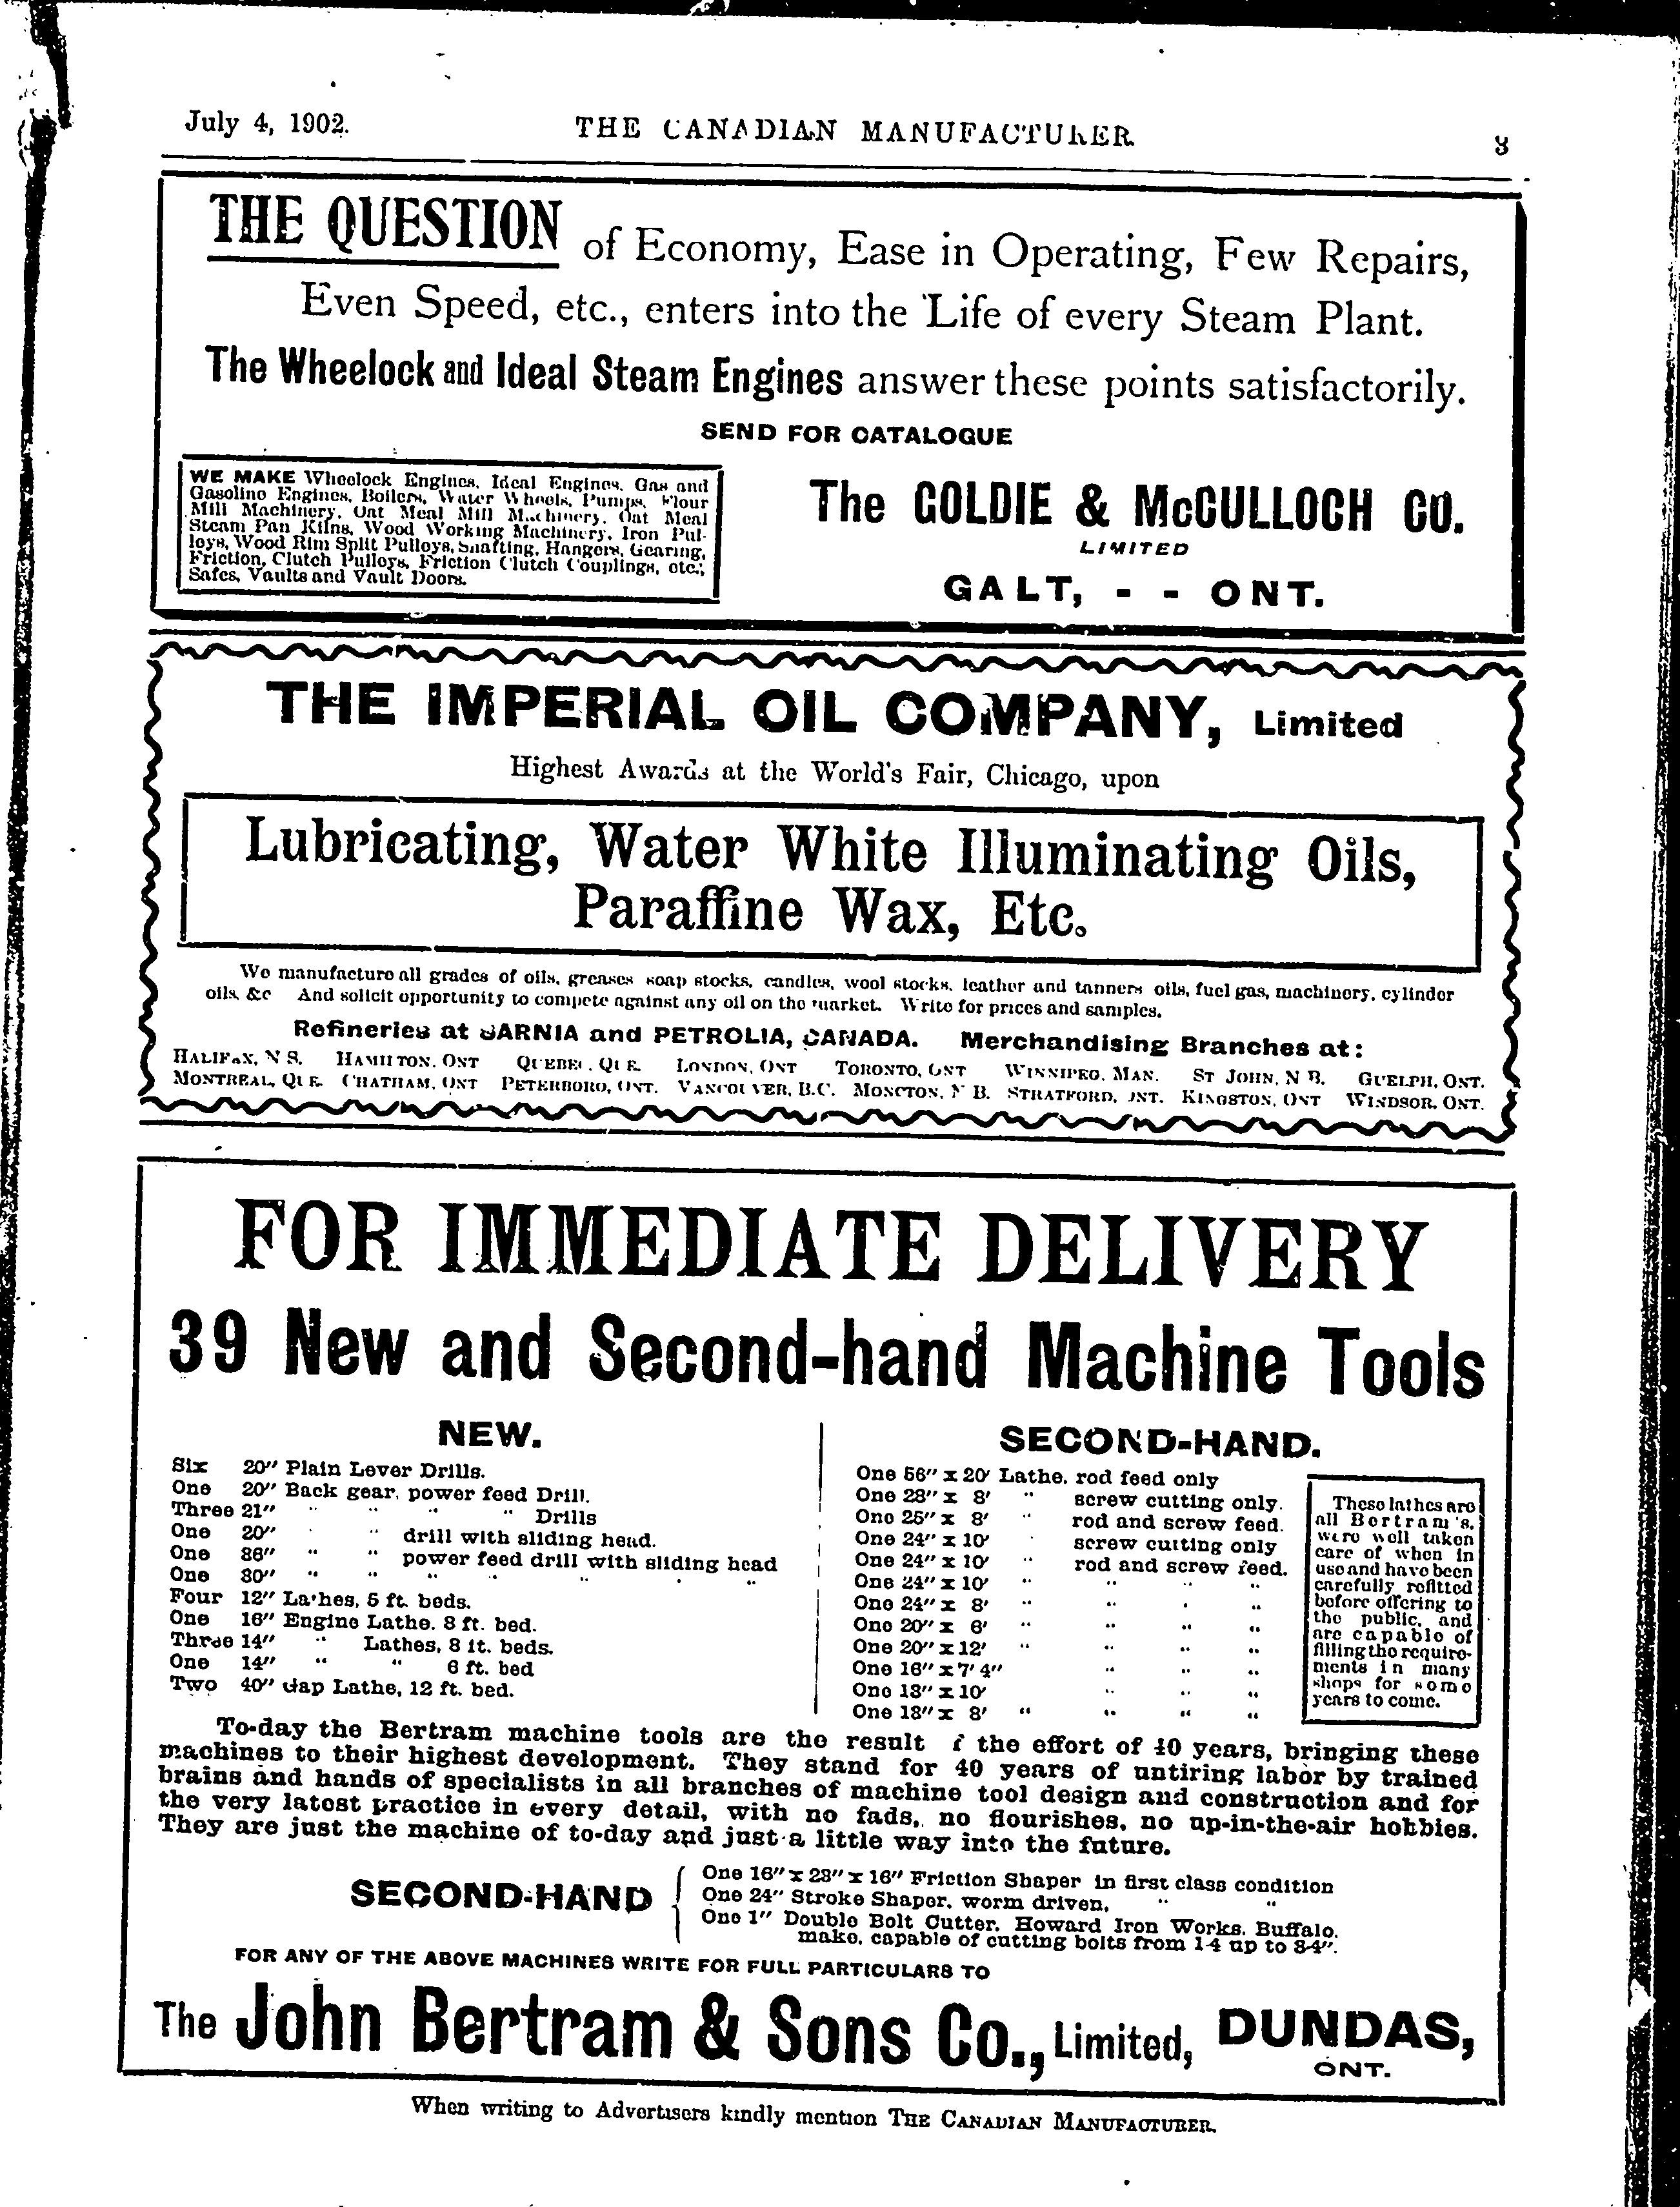 July 4, 1902.
THE CANADIAN MANUFACTURER
3
THE QUESTION of Economy, Ease in Operating, Few Repairs,
Even Speed, etc., enters into the Life of every Steam Plant.
The Wheelock and Ideal Steam Engines answer these points satisfactorily.
SEND FOR CATALOGUE
WE MAKE Wheelock Engines, Ideal Engines, Gas and
Gasoline Engines, Boilers, Water Wheels, Pumps, Flour
Mill Machinery, Oat Meal Mill Machinery, Oat Meal
Steam Pan Kilns, Wood Working Machinery, Iron Pul-
leys, Wood Rim Split Pulleys, Shafting, Hangers, Gearing,
Friction, Clutch Pulleys, Friction Clutch Couplings, etc.;
Safes, Vaults and Vault Doors.
The GOLDIE & McCULLOCH CO.
LIMITED
GALT, - - ONT.
THE IMPERIAL OIL COMPANY, Limited
Highest Awards at the World's Fair, Chicago, upon
Lubricating, Water White Illuminating Oils,
Paraffine Wax, Etc.
We manufacture all grades of oils, greases soap stocks, candles, wool stocks, leather and tanners oils, fuel gas, machinery, cylinder
oils, &c And solicit opportunity to compete against any oil on the market. Write for prices and samples.
Refineries at SARNIA and PETROLIA, CANADA. Merchandising Branches at:
HALIFAX, N S. HAMILTON, ONT QUEBEC, QUE. LONDON, ONT TORONTO, ONT WINNIPEG, MAN. ST JOHN, N B. GUELPH, ONT.
MONTREAL, QUE. CHATHAM, ONT PETERBORO, ONT. VANCOUVER, B.C. MONCTON, N B. STRATFORD, ONT. KINGSTON, ONT WINDSOR, ONT.
FOR IMMEDIATE DELIVERY
39 New and Second-hand Machine Tools
NEW.
Six 20" Plain Lever Drills.
One 20" Back gear, power feed Drill.
Three 21" " " " " Drills
One 20" " " drill with sliding head.
One 36" " " power feed drill with sliding head
One 30" " " " " " " "
Four 12" Lathes, 5 ft. beds.
One 16" Engine Lathe, 8 ft. bed.
Three 14" " Lathes, 8 ft. beds.
One 14" " " 6 ft. bed
Two 40" Gap Lathe, 12 ft. bed.
SECOND-HAND.
One 56" x 20' Lathe, rod feed only
One 28" x 8' " screw cutting only.
One 25" x 8' " rod and screw feed.
One 24" x 10' " screw cutting only
One 24" x 10' " rod and screw feed.
One 24" x 10' " " " "
One 24" x 8' " " " "
One 20" x 6' " " " "
One 20" x 12' " " " "
One 16" x 7' 4" " " "
One 18" x 10' " " "
One 18" x 8' " " " "
These lathes are
all Bertram's,
were well taken
care of when in
use and have been
carefully refitted
before offering to
the public, and
are capable of
filling the require-
ments in many
shops for some
years to come.
To-day the Bertram machine tools are the result of the effort of 40 years, bringing these
machines to their highest development. They stand for 40 years of untiring labor by trained
brains and hands of specialists in all branches of machine tool design and construction and for
the very latest practice in every detail, with no fads, no flourishes, no up-in-the-air hobbies.
They are just the machine of to-day and just a little way into the future.
SECOND-HAND
One 16" x 28" x 16" Friction Shaper in first class condition
One 24" Stroke Shaper, worm driven, " "
One 1" Double Bolt Cutter, Howard Iron Works, Buffalo,
make, capable of cutting bolts from 1-4 up to 3-4".
FOR ANY OF THE ABOVE MACHINES WRITE FOR FULL PARTICULARS TO
The John Bertram & Sons Co., Limited, DUNDAS,
ONT.
When writing to Advertisers kindly mention THE CANADIAN MANUFACTURER.